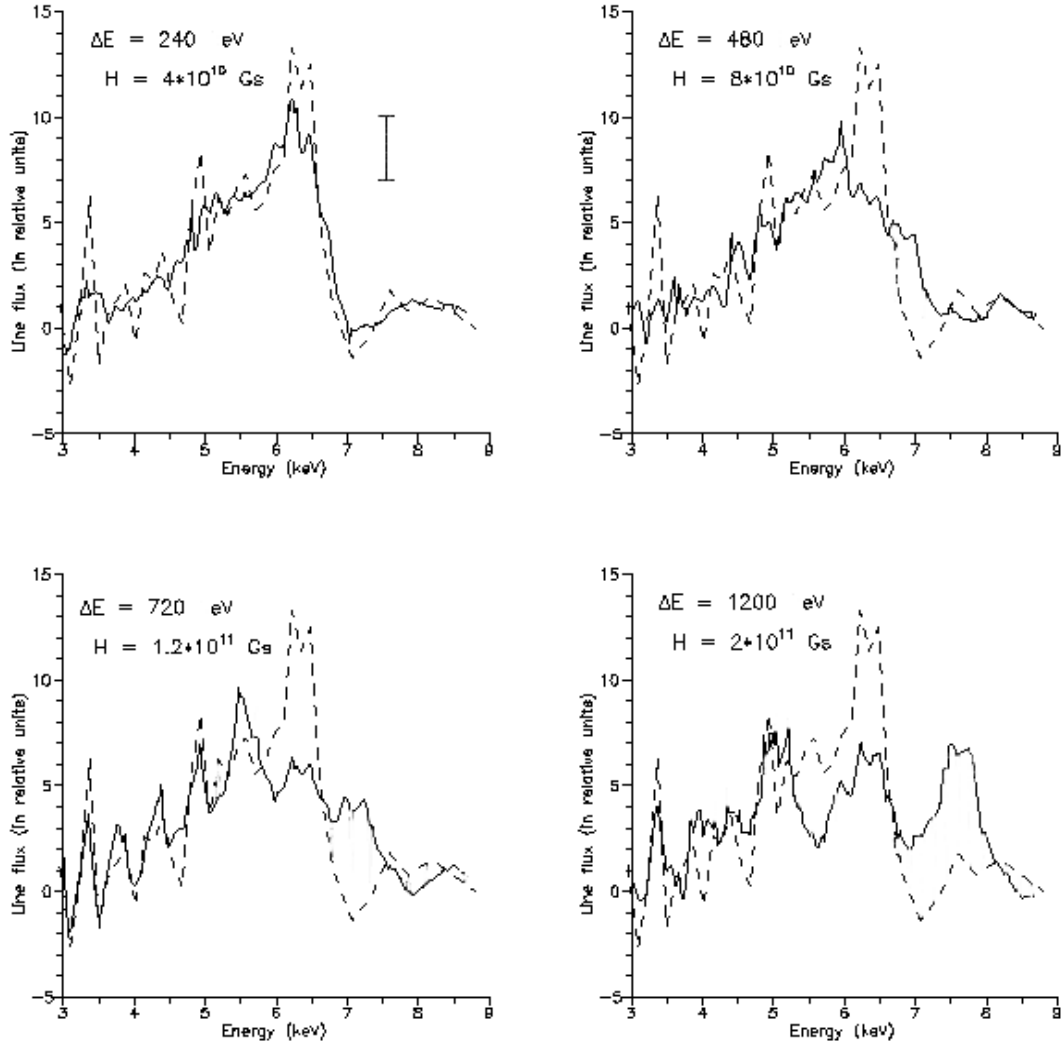 ΔE = 240 eV
H = 4*10^10 Gs
15
10
5
0
-5
Line flux (in relative units)
3 4 5 6 7 8 9
Energy (keV)
ΔE = 480 eV
H = 8*10^10 Gs
15
10
5
0
-5
Line flux (in relative units)
3 4 5 6 7 8 9
Energy (keV)
ΔE = 720 eV
H = 1.2*10^11 Gs
15
10
5
0
-5
Line flux (in relative units)
3 4 5 6 7 8 9
Energy (keV)
ΔE = 1200 eV
H = 2*10^11 Gs
15
10
5
0
-5
Line flux (in relative units)
3 4 5 6 7 8 9
Energy (keV)